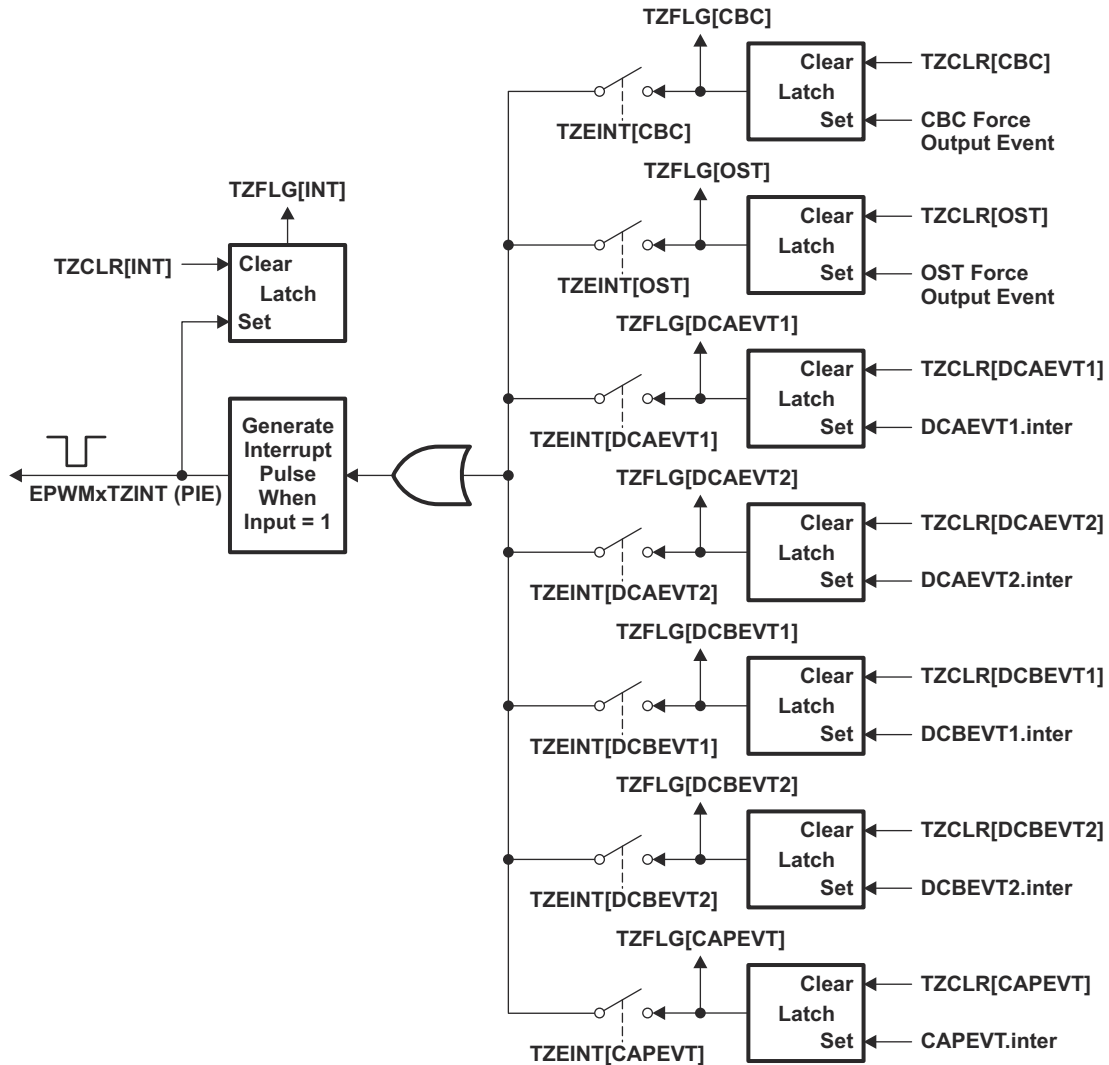 TZFLG[CBC]
Clear
Latch
Set
TZCLR[CBC]
CBC Force
Output Event
TZEINT[CBC]
TZFLG[OST]
Clear
Latch
Set
TZCLR[OST]
OST Force
Output Event
TZEINT[OST]
TZFLG[INT]
TZCLR[INT]
Clear
Latch
Set
Generate
Interrupt
Pulse
When
Input = 1
EPWMxTZINT (PIE)
TZFLG[DCAEVT1]
Clear
Latch
Set
TZCLR[DCAEVT1]
DCAEVT1.inter
TZEINT[DCAEVT1]
TZFLG[DCAEVT2]
Clear
Latch
Set
TZCLR[DCAEVT2]
DCAEVT2.inter
TZEINT[DCAEVT2]
TZFLG[DCBEVT1]
Clear
Latch
Set
TZCLR[DCBEVT1]
DCBEVT1.inter
TZEINT[DCBEVT1]
TZFLG[DCBEVT2]
Clear
Latch
Set
TZCLR[DCBEVT2]
DCBEVT2.inter
TZEINT[DCBEVT2]
TZFLG[CAPEVT]
Clear
Latch
Set
TZCLR[CAPEVT]
CAPEVT.inter
TZEINT[CAPEVT]